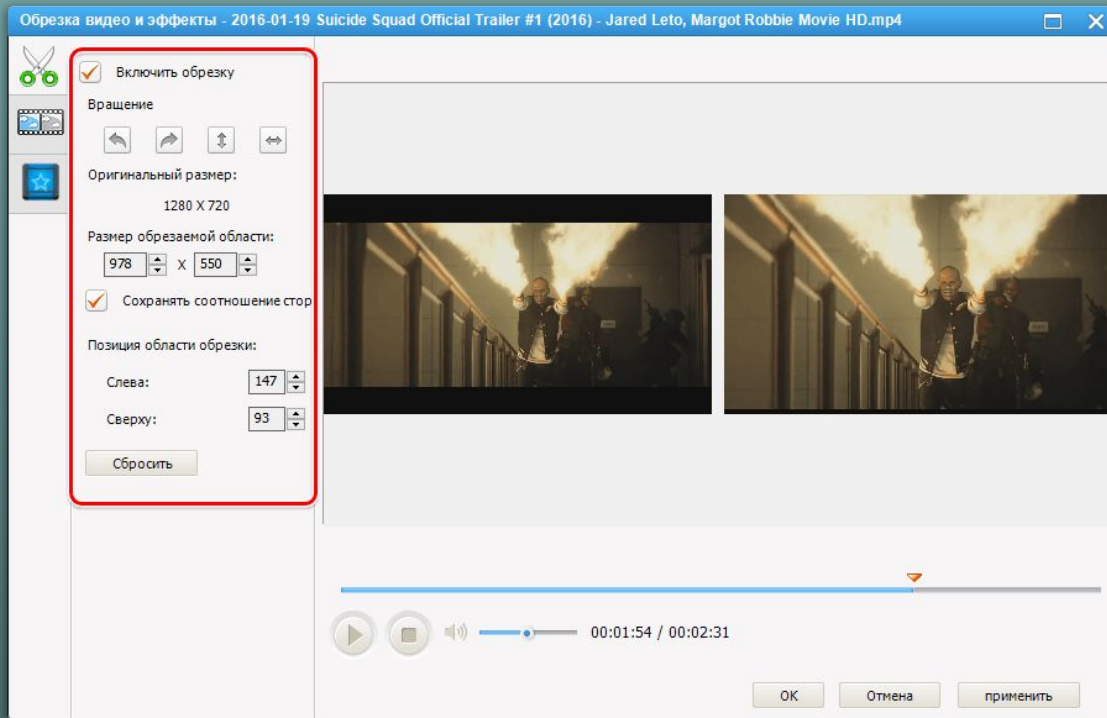 Обрезка видео и эффекты - 2016-01-19 Suicide Squad Official Trailer #1 (2016) - Jared Leto, Margot Robbie Movie HD.mp4
Включить обрезку
Вращение
Оригинальный размер:
1280 X 720
Размер обрезаемой области:
978 X 550
Сохранять соотношение стор
Позиция области обрезки:
Слева: 147
Сверху: 93
Сбросить
00:01:54 / 00:02:31
OK Отмена применить